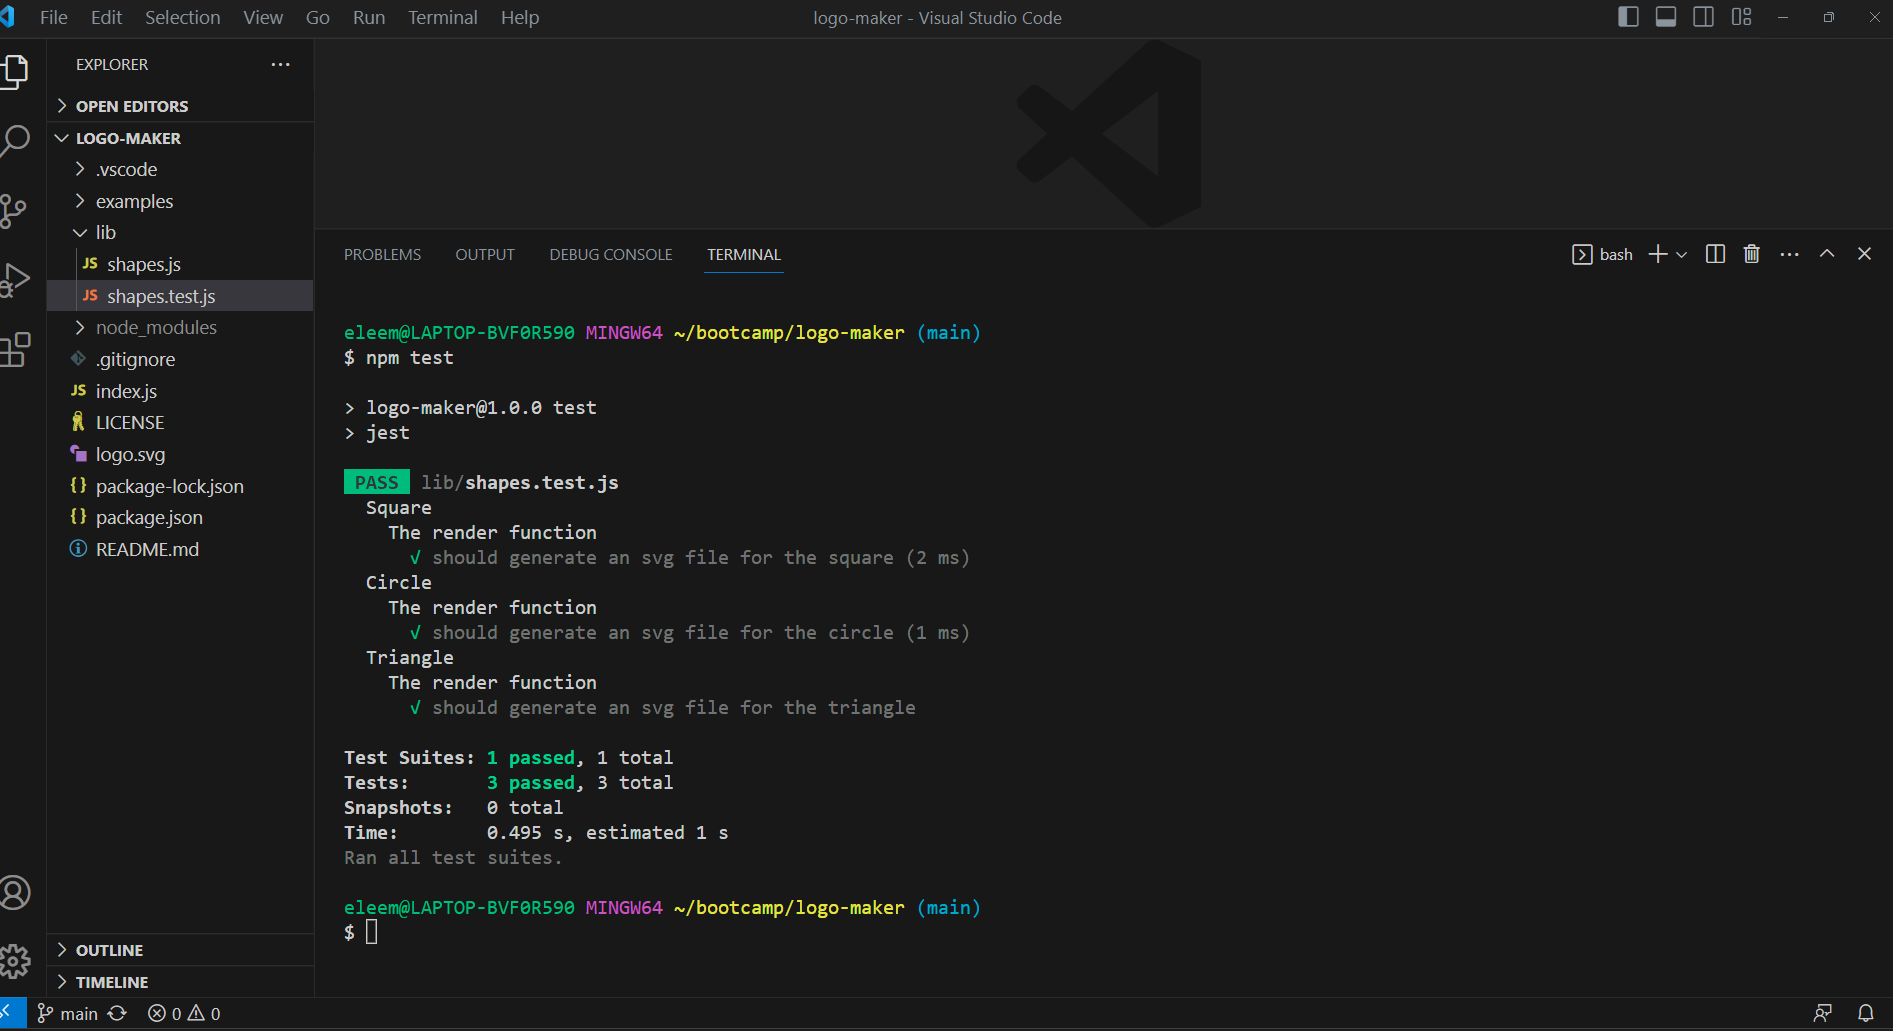 File Edit Selection View Go Run Terminal Help
logo-maker - Visual Studio Code
EXPLORER
OPEN EDITORS
LOGO-MAKER
.vscode
examples
lib
JS shapes.js
JS shapes.test.js
node_modules
.gitignore
JS index.js
LICENSE
logo.svg
{} package-lock.json
{} package.json
README.md
OUTLINE
TIMELINE
PROBLEMS OUTPUT DEBUG CONSOLE TERMINAL
bash
eleem@LAPTOP-BVF0R590 MINGW64 ~/bootcamp/logo-maker (main)
$ npm test
> logo-maker@1.0.0 test
> jest
PASS lib/shapes.test.js
Square
The render function
√ should generate an svg file for the square (2 ms)
Circle
The render function
√ should generate an svg file for the circle (1 ms)
Triangle
The render function
√ should generate an svg file for the triangle
Test Suites: 1 passed, 1 total
Tests: 3 passed, 3 total
Snapshots: 0 total
Time: 0.495 s, estimated 1 s
Ran all test suites.
eleem@LAPTOP-BVF0R590 MINGW64 ~/bootcamp/logo-maker (main)
$
main 0 0